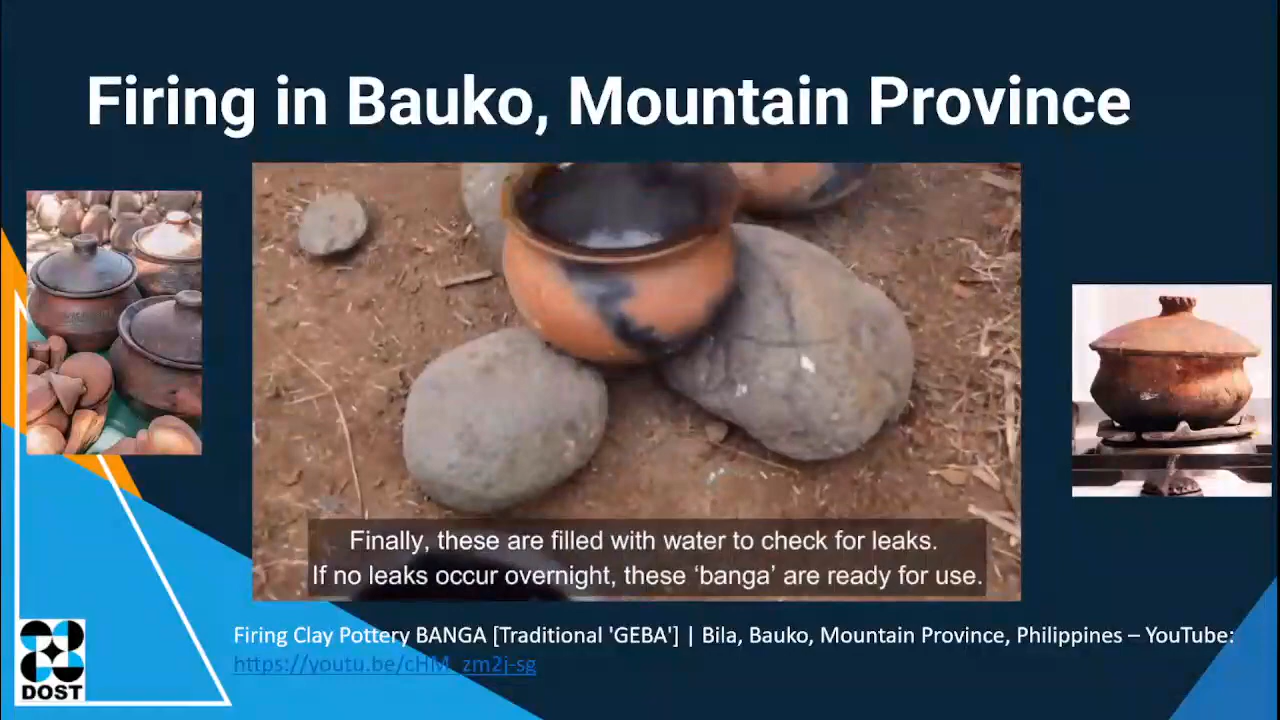 Firing in Bauko, Mountain Province
Finally, these are filled with water to check for leaks.
If no leaks occur overnight, these ‘banga’ are ready for use.
Firing Clay Pottery BANGA [Traditional 'GEBA'] | Bila, Bauko, Mountain Province, Philippines – YouTube:
https://youtu.be/cHM_zm2j-sg
DOST